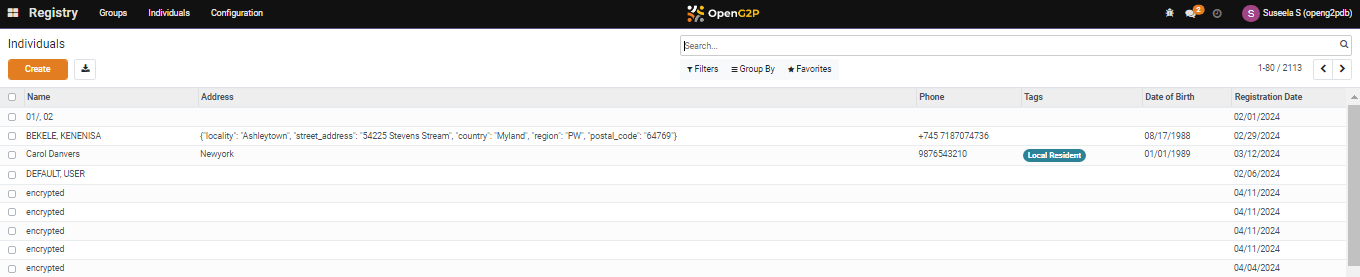 Registry Groups Individuals Configuration OpenG2P 2 S Suseela S (openg2pdb)
Individuals Search...
Create Filters Group By Favorites 1-80 / 2113
Name Address Phone Tags Date of Birth Registration Date
01/, 02 02/01/2024
BEKELE, KENENISA {"locality": "Ashleytown", "street_address": "54225 Stevens Stream", "country": "Myland", "region": "PW", "postal_code": "64769"} +745 7187074736 08/17/1988 02/29/2024
Carol Danvers Newyork 9876543210 Local Resident 01/01/1989 03/12/2024
DEFAULT, USER 02/06/2024
encrypted 04/11/2024
encrypted 04/11/2024
encrypted 04/11/2024
encrypted 04/11/2024
encrypted 04/04/2024